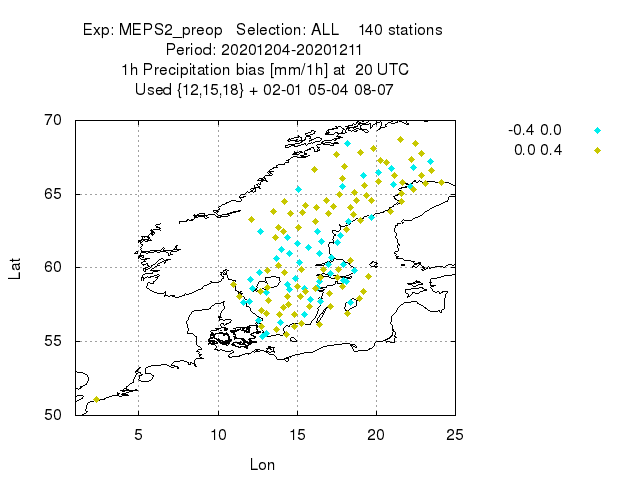 Exp: MEPS2_preop   Selection: ALL    140 stations
Period: 20201204-20201211
1h Precipitation bias [mm/1h] at  20 UTC
Used {12,15,18} + 02-01 05-04 08-07
-0.4 0.0
0.0 0.4
70
65
60
55
50
Lat
5 10 15 20 25
Lon